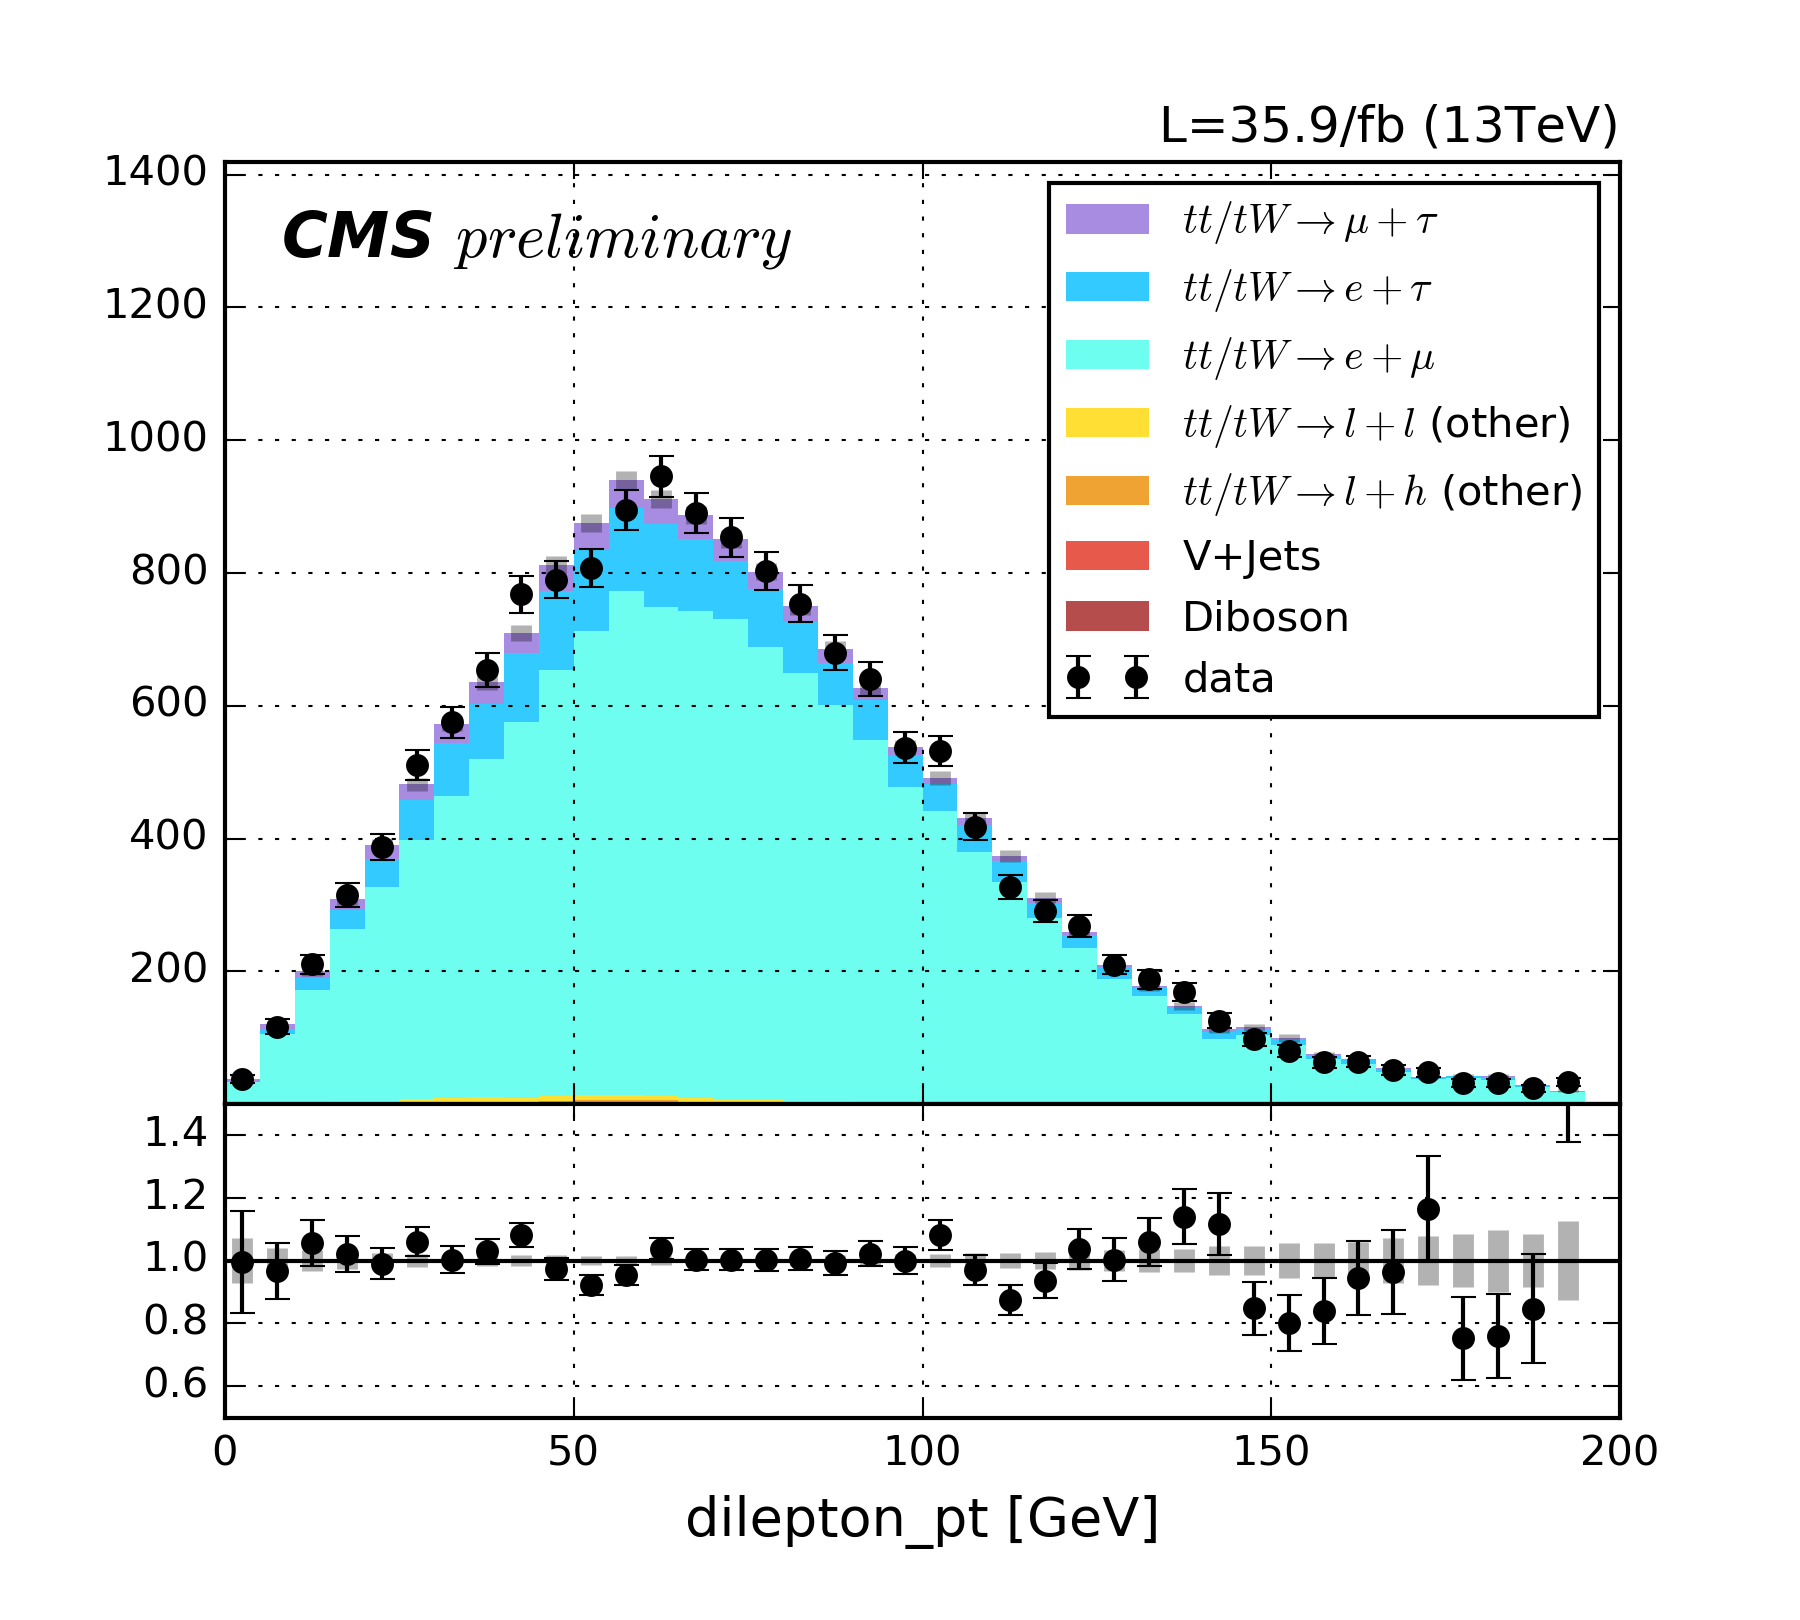 L=35.9/fb (13TeV)
1400
CMS preliminary
1200
1000
800
600
400
200
tt/tW→μ+τ
tt/tW→e+τ
tt/tW→e+μ
tt/tW→l+l (other)
tt/tW→l+h (other)
V+Jets
Diboson
data
1.4
1.2
1.0
0.8
0.6
0 50 100 150 200
dilepton_pt [GeV]